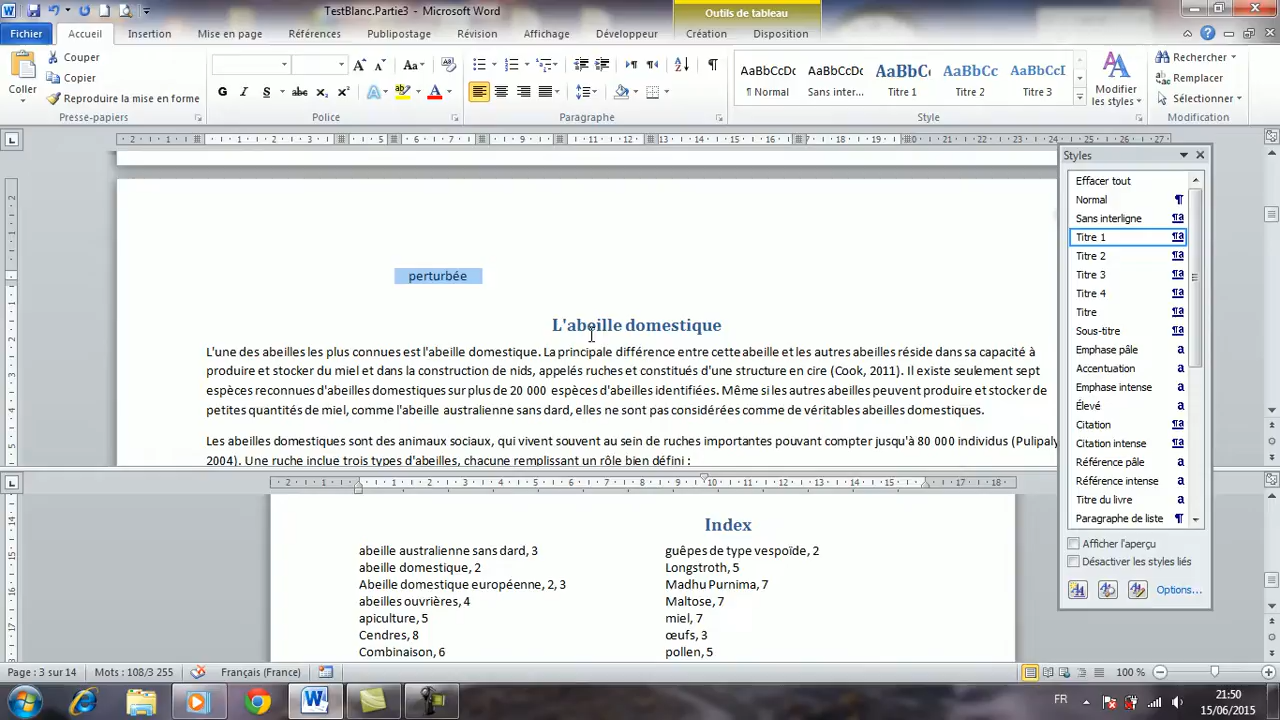 TestBlanc.Partie3 - Microsoft Word
Outils de tableau
Fichier Accueil Insertion Mise en page Références Publipostage Révision Affichage Développeur Création Disposition
Coller
Couper
Copier
Reproduire la mise en forme
Presse-papiers
G I S abc x₂ x²
Police
Paragraphe
AaBbCcDc AaBbCcDc AaBbC AaBbCc AaBbCcI
¶ Normal Sans inter... Titre 1 Titre 2 Titre 3
Modifier les styles
Style
Rechercher
Remplacer
Sélectionner
Modification
perturbée
L'abeille domestique
L'une des abeilles les plus connues est l'abeille domestique. La principale différence entre cette abeille et les autres abeilles réside dans sa capacité à
produire et stocker du miel et dans la construction de nids, appelés ruches et constitués d'une structure en cire (Cook, 2011). Il existe seulement sept
espèces reconnues d'abeilles domestiques sur plus de 20 000 espèces d'abeilles identifiées. Même si les autres abeilles peuvent produire et stocker de
petites quantités de miel, comme l'abeille australienne sans dard, elles ne sont pas considérées comme de véritables abeilles domestiques.
Les abeilles domestiques sont des animaux sociaux, qui vivent souvent au sein de ruches importantes pouvant compter jusqu'à 80 000 individus (Pulipaly
2004). Une ruche inclue trois types d'abeilles, chacune remplissant un rôle bien défini :
Index
abeille australienne sans dard, 3
abeille domestique, 2
Abeille domestique européenne, 2, 3
abeilles ouvrières, 4
apiculture, 5
Cendres, 8
Combinaison, 6
guêpes de type vespoïde, 2
Longstroth, 5
Madhu Purnima, 7
Maltose, 7
miel, 7
œufs, 3
pollen, 5
Styles
Effacer tout
Normal
Sans interligne
Titre 1
Titre 2
Titre 3
Titre 4
Titre
Sous-titre
Emphase pâle
Accentuation
Emphase intense
Élevé
Citation
Citation intense
Référence pâle
Référence intense
Titre du livre
Paragraphe de liste
Afficher l'aperçu
Désactiver les styles liés
Options...
Page : 3 sur 14 Mots : 108/3 255 Français (France) 100 %
FR
21:50
15/06/2015